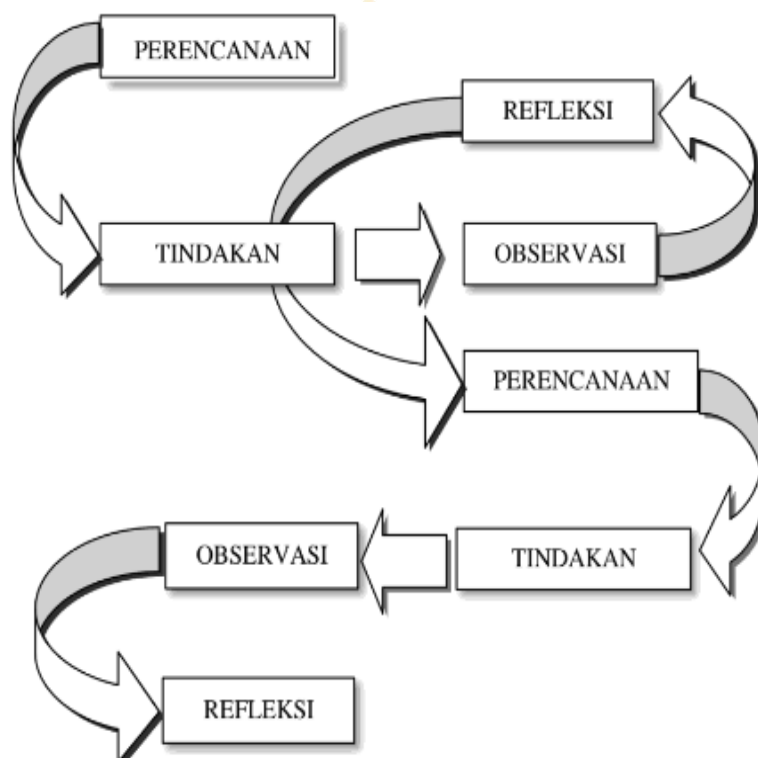 PERENCANAAN
REFLEKSI
TINDAKAN
OBSERVASI
PERENCANAAN
OBSERVASI
TINDAKAN
REFLEKSI